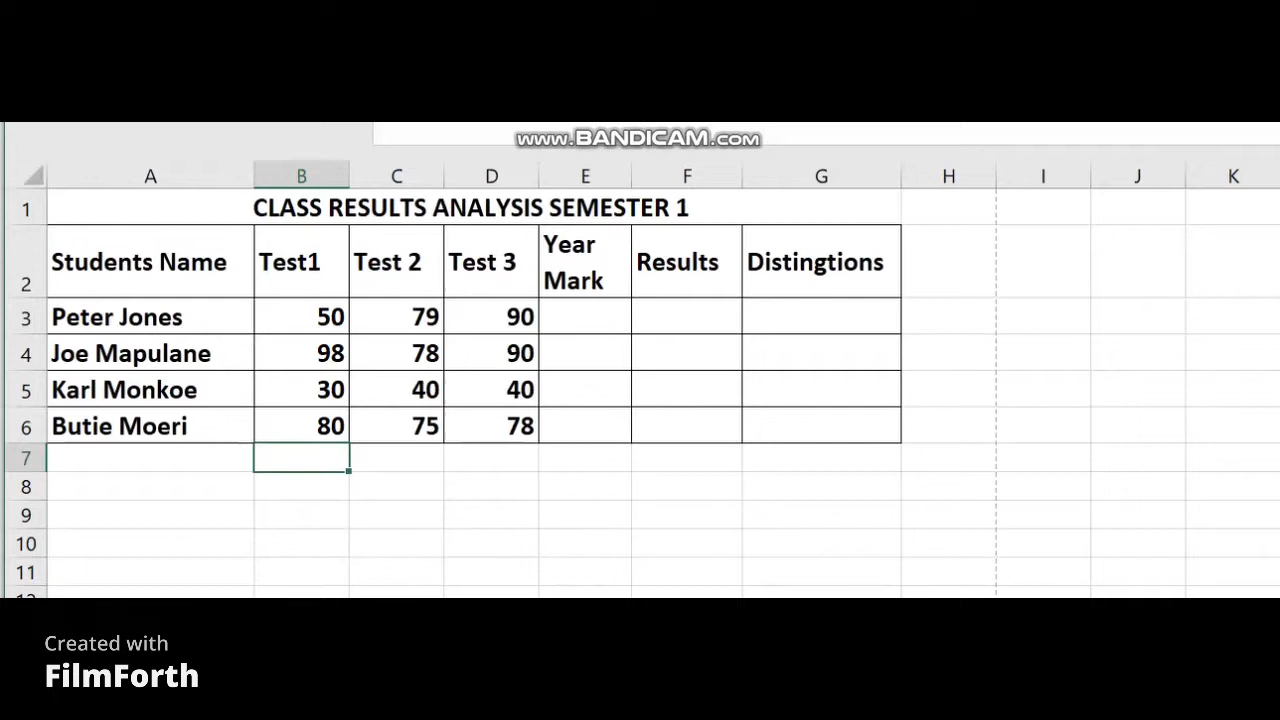 www.BANDICAM.com
A B C D E F G H I J K
1 CLASS RESULTS ANALYSIS SEMESTER 1
2 Students Name Test1 Test 2 Test 3 Year Mark Results Distingtions
3 Peter Jones 50 79 90
4 Joe Mapulane 98 78 90
5 Karl Monkoe 30 40 40
6 Butie Moeri 80 75 78
7
8
9
10
11
Created with
FilmForth